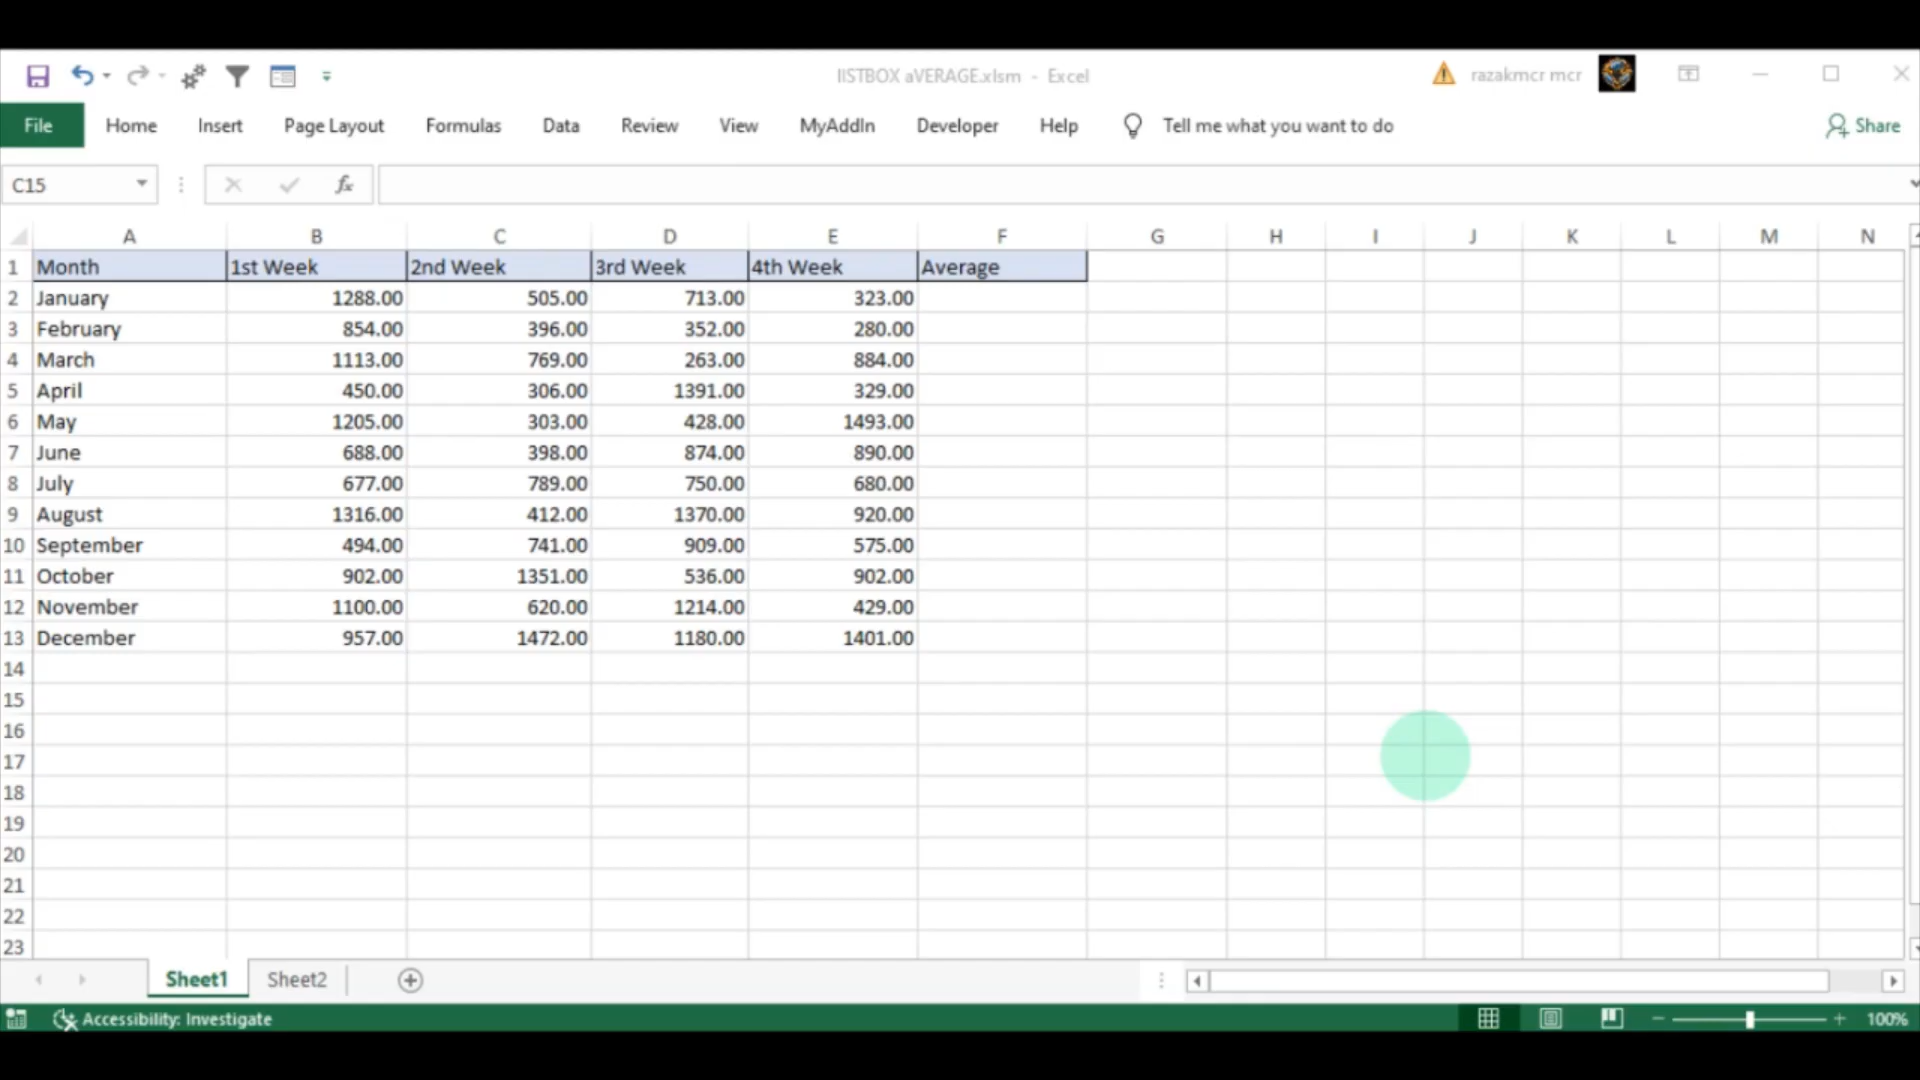 IISTBOX aVERAGE.xlsm - Excel razakmcr mcr
File Home Insert Page Layout Formulas Data Review View MyAddIn Developer Help Tell me what you want to do Share
C15 fx
A B C D E F G H I J K L M N
1 Month 1st Week 2nd Week 3rd Week 4th Week Average
2 January 1288.00 505.00 713.00 323.00
3 February 854.00 396.00 352.00 280.00
4 March 1113.00 769.00 263.00 884.00
5 April 450.00 306.00 1391.00 329.00
6 May 1205.00 303.00 428.00 1493.00
7 June 688.00 398.00 874.00 890.00
8 July 677.00 789.00 750.00 680.00
9 August 1316.00 412.00 1370.00 920.00
10 September 494.00 741.00 909.00 575.00
11 October 902.00 1351.00 536.00 902.00
12 November 1100.00 620.00 1214.00 429.00
13 December 957.00 1472.00 1180.00 1401.00
14
15
16
17
18
19
20
21
22
23
Sheet1 Sheet2
Accessibility: Investigate 100%